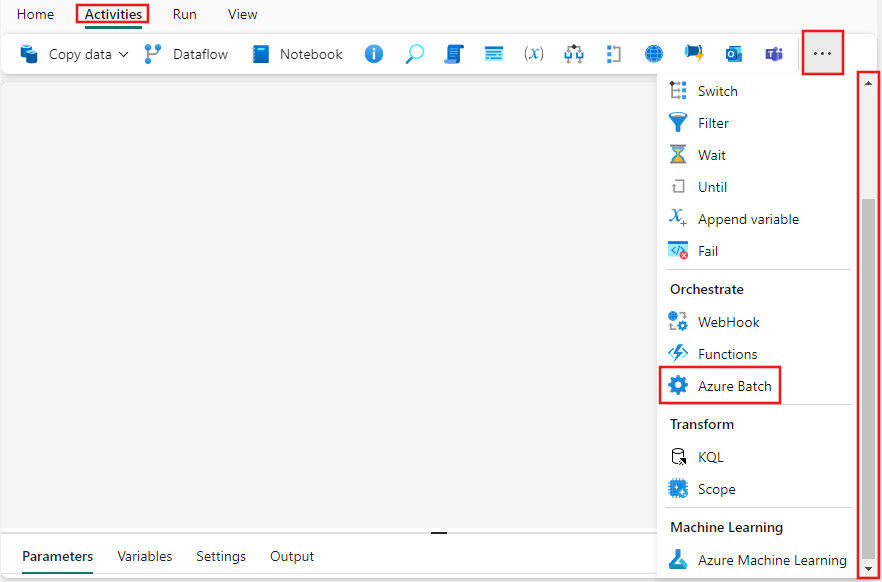 Home Activities Run View
Copy data Dataflow Notebook (x) ...
Switch
Filter
Wait
Until
Append variable
Fail
Orchestrate
WebHook
Functions
Azure Batch
Transform
KQL
Scope
Machine Learning
Azure Machine Learning
Parameters Variables Settings Output